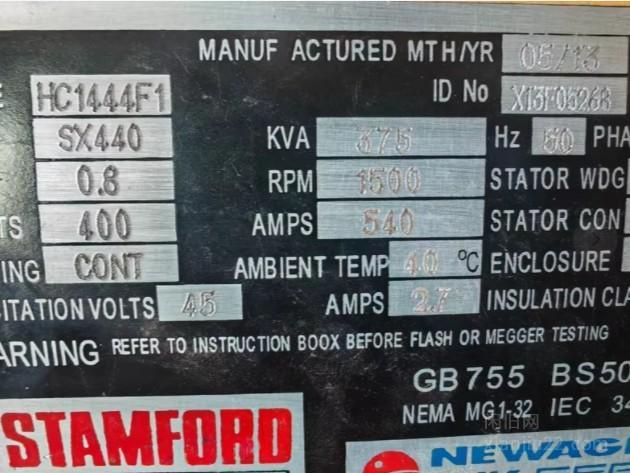 MANUF ACTURED MTH/YR 05/13
HC1444F1 ID No X13F05268
SX440 KVA 375 Hz 50 PHA
0.8 RPM 1500 STATOR WDG
TS 400 AMPS 540 STATOR CON
ING CONT AMBIENT TEMP 40 °C ENCLOSURE
ITATION VOLTS 45 AMPS 2.7 INSULATION CLA
ARNING REFER TO INSTRUCTION BOOX BEFORE FLASH OR MEGGER TESTING
GB755 BS50
NEMA MG1-32 IEC 34
STAMFORD
NEWAG